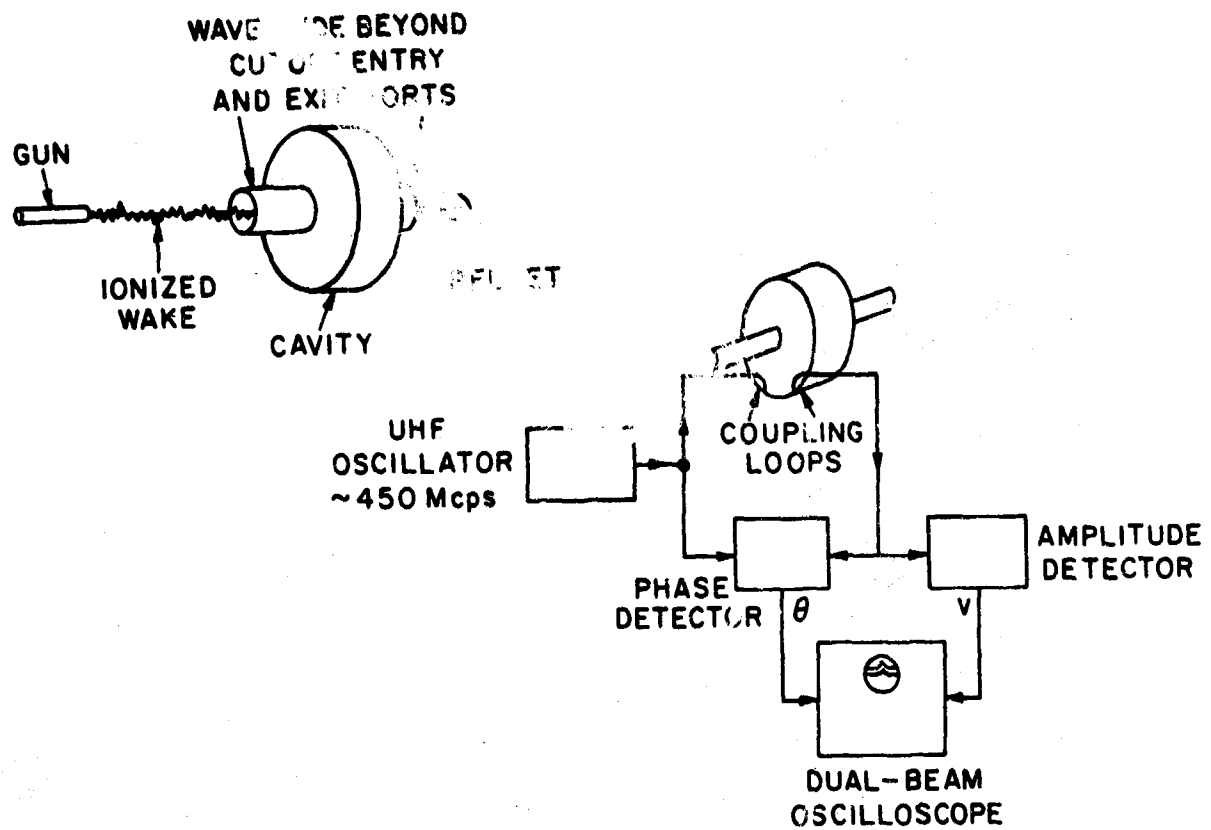 BEYOND
ENTRY
AND
GUN
IONIZED
WAKE
CAVITY
COUPLING
LOOPS
UHF
OSCILLATOR
~450 Mcps
PHASE
DETECTOR
θ
V
AMPLITUDE
DETECTOR
DUAL-BEAM
OSCILLOSCOPE